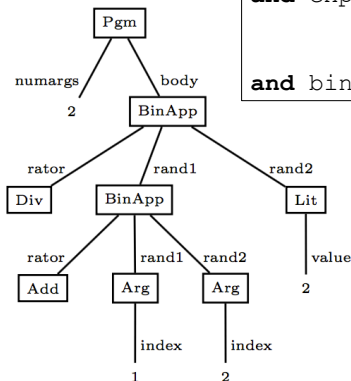 and exp
Pgm
numargs body
2 BinApp
and bin
rator rand1 rand2
Div BinApp Lit
rator rand1 rand2 value
Add Arg Arg 2
index index
1 2